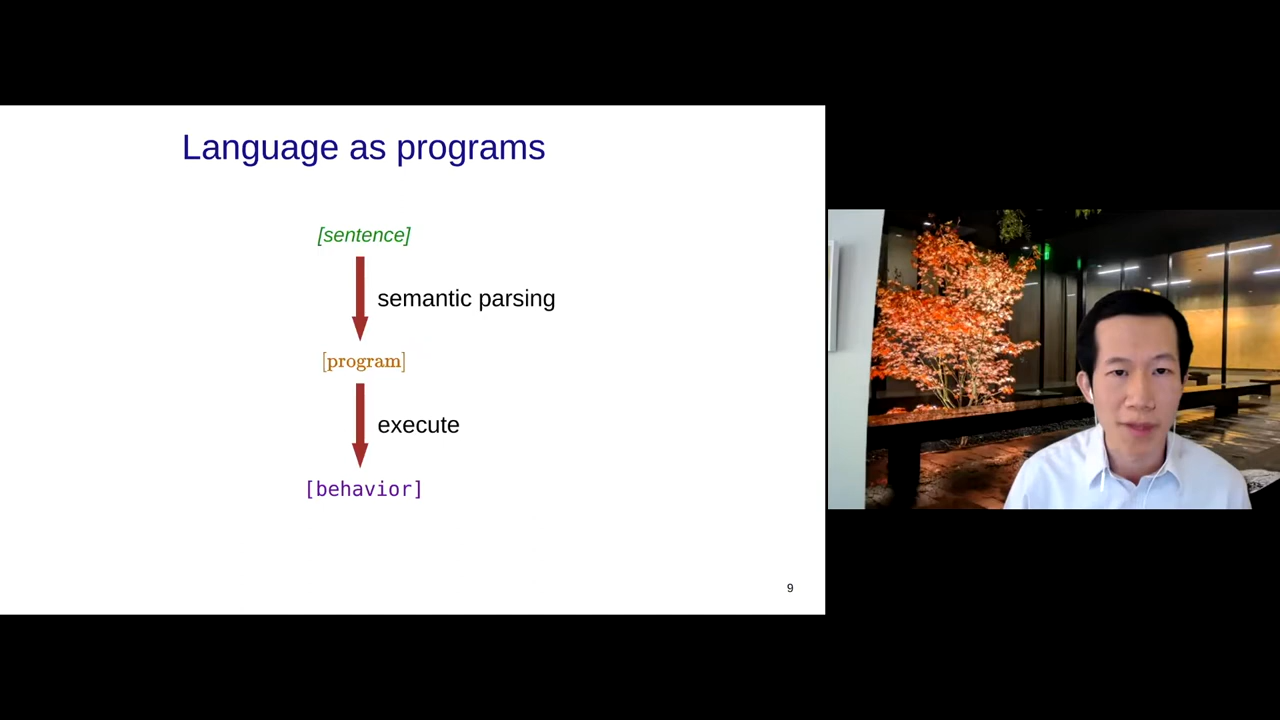 Language as programs
[sentence]
semantic parsing
[program]
execute
[behavior]
9